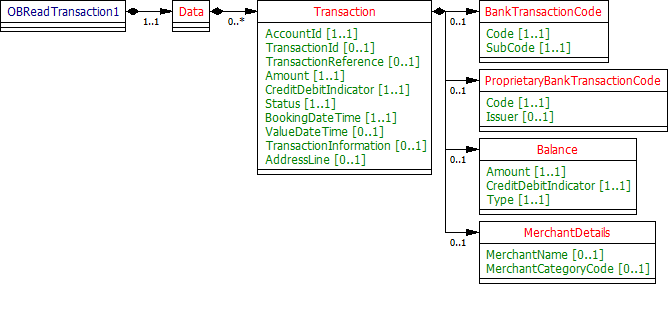 OBReadTransaction1
1..1
Data
0..*
Transaction
AccountId [1..1]
TransactionId [0..1]
TransactionReference [0..1]
Amount [1..1]
CreditDebitIndicator [1..1]
Status [1..1]
BookingDateTime [1..1]
ValueDateTime [0..1]
TransactionInformation [0..1]
AddressLine [0..1]
0..1
BankTransactionCode
Code [1..1]
SubCode [1..1]
0..1
ProprietaryBankTransactionCode
Code [1..1]
Issuer [0..1]
0..1
Balance
Amount [1..1]
CreditDebitIndicator [1..1]
Type [1..1]
0..1
MerchantDetails
MerchantName [0..1]
MerchantCategoryCode [0..1]